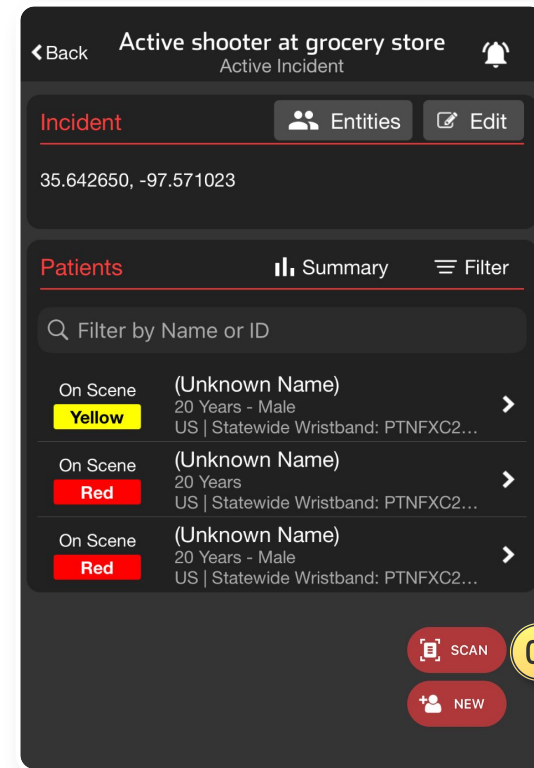 Back
Active shooter at grocery store
Active Incident
Incident
Entities
Edit
35.642650, -97.571023
Patients
Summary
Filter
Filter by Name or ID
On Scene
Yellow
(Unknown Name)
20 Years - Male
US | Statewide Wristband: PTNFXC2...
On Scene
Red
(Unknown Name)
20 Years
US | Statewide Wristband: PTNFXC2...
On Scene
Red
(Unknown Name)
20 Years - Male
US | Statewide Wristband: PTNFXC2...
SCAN
NEW